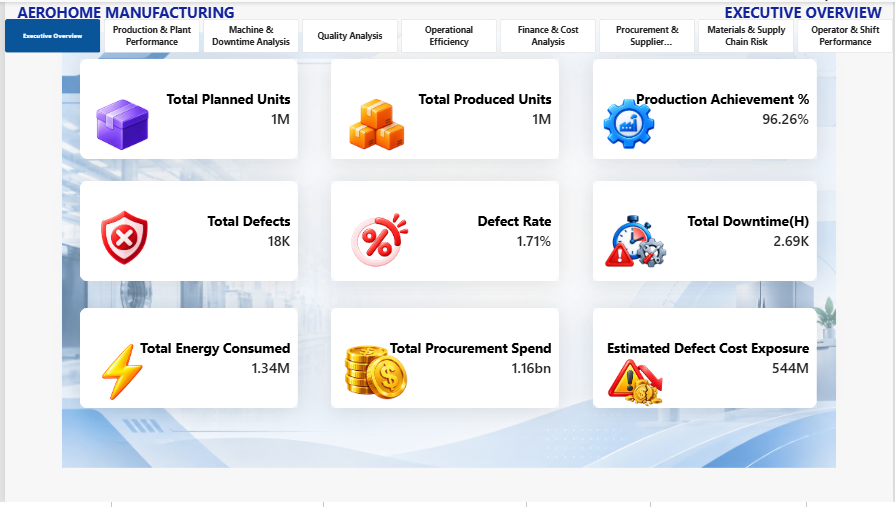 AEROHOME MANUFACTURING
EXECUTIVE OVERVIEW
Executive Overview
Production & Plant
Performance
Machine &
Downtime Analysis
Quality Analysis
Operational
Efficiency
Finance & Cost
Analysis
Procurement &
Supplier...
Materials & Supply
Chain Risk
Operator & Shift
Performance
Total Planned Units
1M
Total Produced Units
1M
Production Achievement %
96.26%
Total Defects
18K
Defect Rate
1.71%
Total Downtime(H)
2.69K
Total Energy Consumed
1.34M
Total Procurement Spend
1.16bn
Estimated Defect Cost Exposure
544M